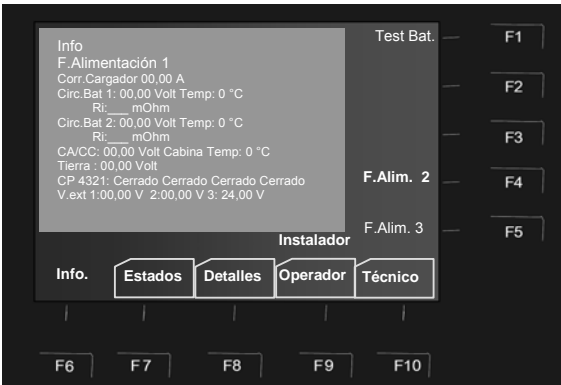 Info
F.Alimentación 1
Corr.Cargador 00,00 A
Circ.Bat 1: 00,00 Volt Temp: 0 °C
Ri:___ mOhm
Circ.Bat 2: 00,00 Volt Temp: 0 °C
Ri:___ mOhm
CA/CC: 00,00 Volt Cabina Temp: 0 °C
Tierra : 00,00 Volt
CP 4321: Cerrado Cerrado Cerrado Cerrado
V.ext 1:00,00 V 2:00,00 V 3: 24,00 V
Test Bat.
F.Alim. 2
F.Alim. 3
Instalador
Info.
Estados
Detalles
Operador
Técnico
F1
F2
F3
F4
F5
F6
F7
F8
F9
F10